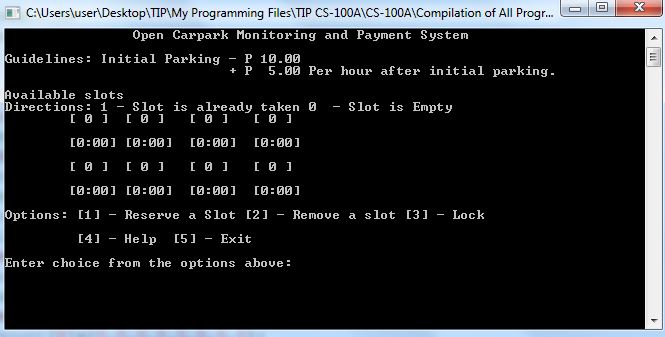 C:\Users\user\Desktop\TIP\My Programming Files\TIP CS-100A\CS-100A\Compilation of All Progr...
Open Carpark Monitoring and Payment System
Guidelines: Initial Parking - P 10.00
+ P  5.00 Per hour after initial parking.
Available slots
Directions: 1 - Slot is already taken 0  - Slot is Empty
[ 0 ]  [ 0 ]   [ 0 ]   [ 0 ]
[0:00] [0:00]  [0:00]  [0:00]
[ 0 ]  [ 0 ]   [ 0 ]   [ 0 ]
[0:00] [0:00]  [0:00]  [0:00]
Options: [1] - Reserve a Slot [2] - Remove a slot [3] - Lock
[4] - Help  [5] - Exit
Enter choice from the options above: